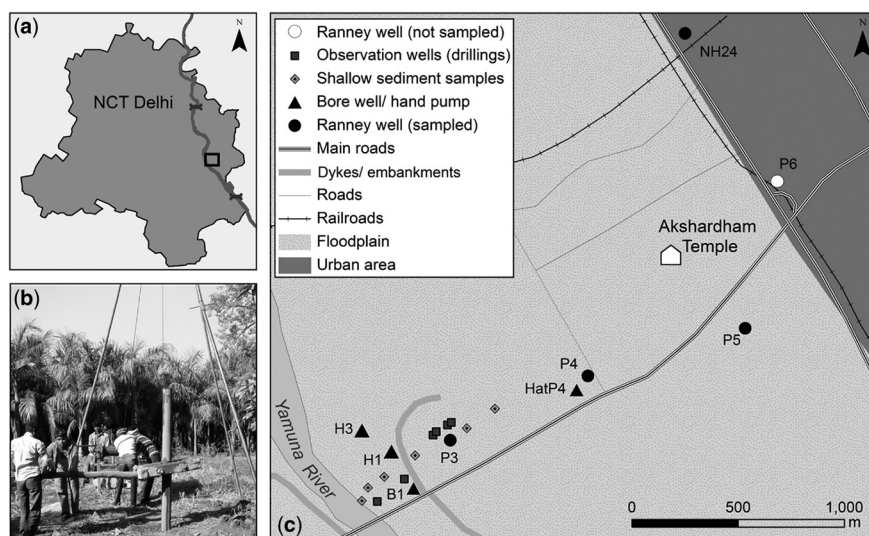 (a)
N
NCT Delhi
(b)
Ranney well (not sampled)
Observation wells (drillings)
Shallow sediment samples
Bore well/ hand pump
Ranney well (sampled)
Main roads
Dykes/ embankments
Roads
Railroads
Floodplain
Urban area
N
NH24
P6
Akshardham
Temple
P5
P4
HatP4
H3
H1
P3
B1
Yamuna River
(c)
0 500 1,000
m